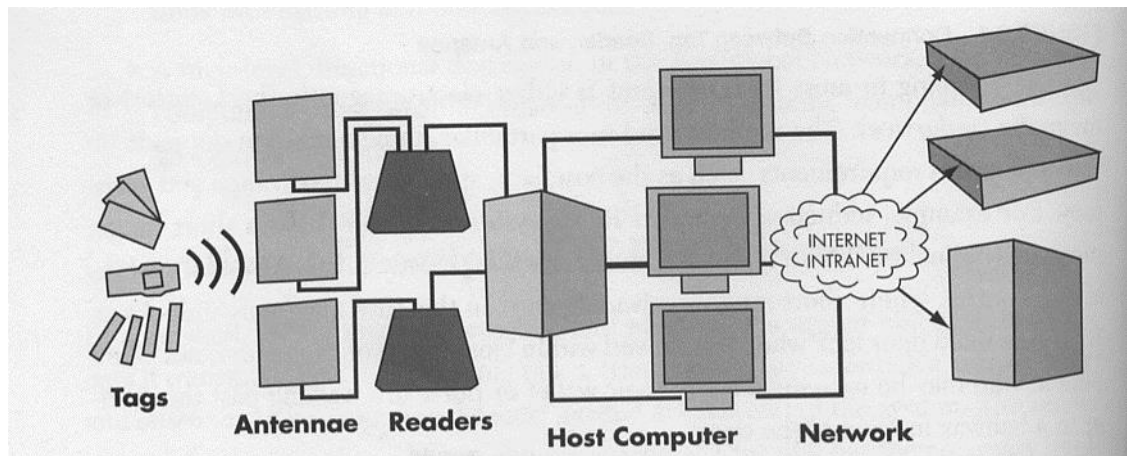 INTERNET
INTRANET
Tags
Antennae
Readers
Host Computer
Network